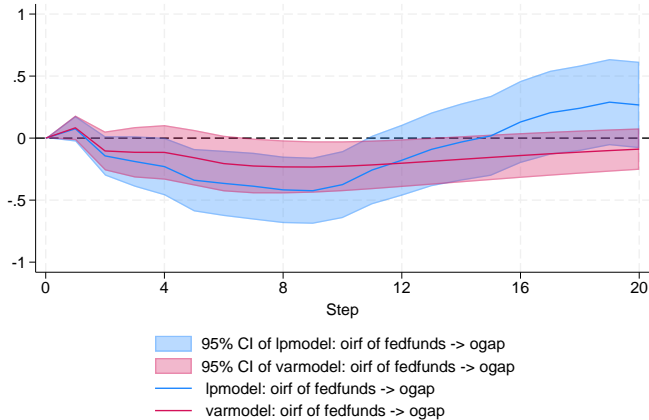 1
.5
0
-.5
-1
0 4 8 12 16 20
Step
95% CI of lpmodel: oirf of fedfunds -> ogap
95% CI of varmodel: oirf of fedfunds -> ogap
lpmodel: oirf of fedfunds -> ogap
varmodel: oirf of fedfunds -> ogap